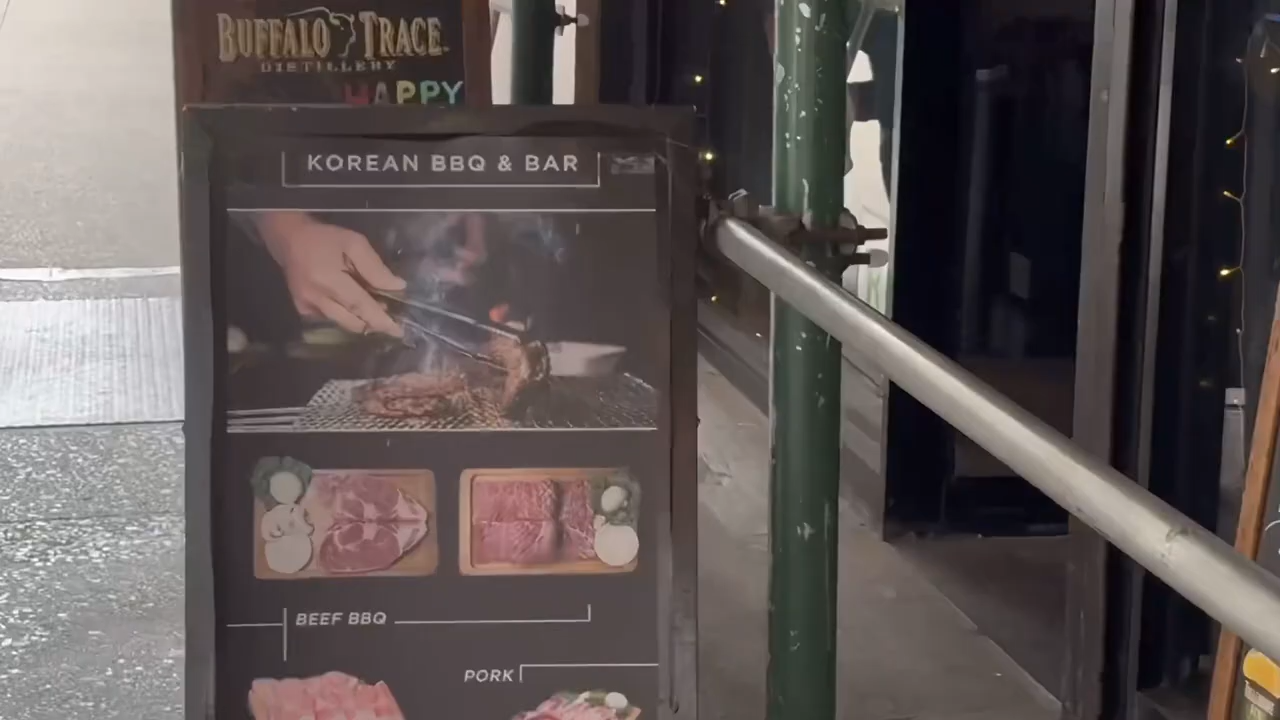 BUFFALO TRACE
DISTILLERY
HAPPY
KOREAN BBQ & BAR
BEEF BBQ
PORK